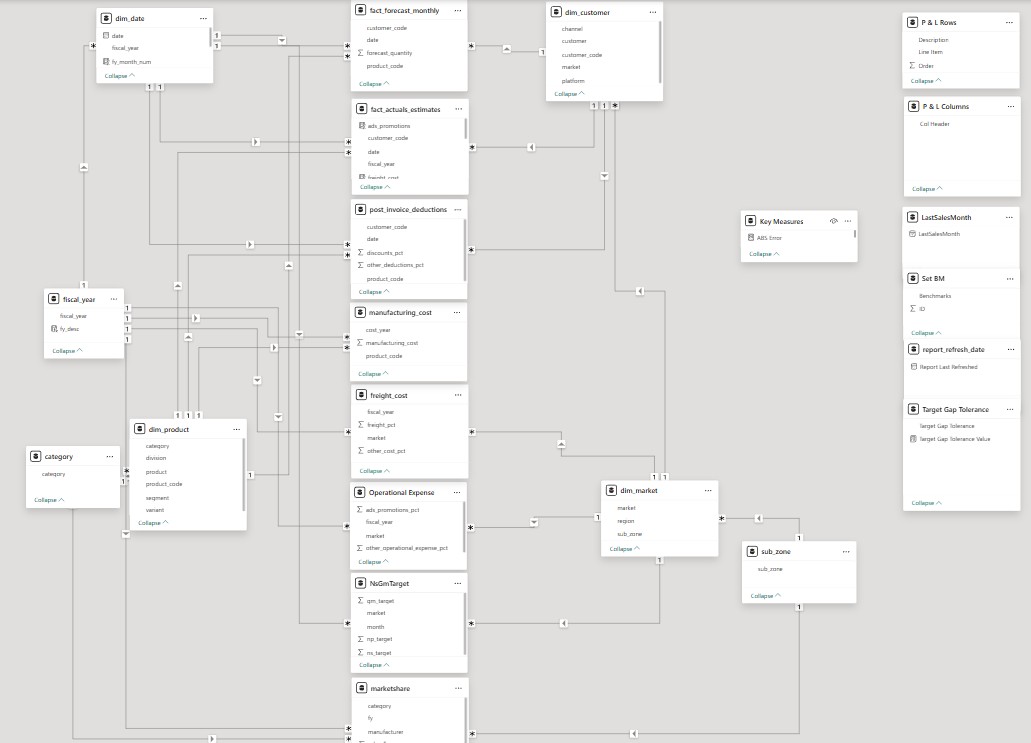 dim_date
date
fiscal_year
fy_month_num
Collapse
fact_forecast_monthly
customer_code
date
forecast_quantity
product_code
Collapse
dim_customer
channel
customer
customer_code
market
platform
Collapse
P & L Rows
Description
Line Item
Order
Collapse
fact_actuals_estimates
ads_promotions
customer_code
date
fiscal_year
freight_cost
Collapse
P & L Columns
Col Header
Collapse
post_invoice_deductions
customer_code
date
discounts_pct
other_deductions_pct
product_code
Collapse
Key Measures
ABS Error
Collapse
LastSalesMonth
LastSalesMonth
Set BM
Benchmarks
ID
Collapse
fiscal_year
fiscal_year
fy_desc
Collapse
manufacturing_cost
cost_year
manufacturing_cost
product_code
Collapse
report_refresh_date
Report Last Refreshed
freight_cost
fiscal_year
freight_pct
market
other_cost_pct
Collapse
Target Gap Tolerance
Target Gap Tolerance
Target Gap Tolerance Value
Collapse
dim_product
category
division
product
product_code
segment
variant
Collapse
category
category
Collapse
Operational Expense
ads_promotions_pct
fiscal_year
market
other_operational_expense_pct
Collapse
dim_market
market
region
sub_zone
Collapse
sub_zone
sub_zone
Collapse
NsGmTarget
gm_target
market
month
np_target
ns_target
Collapse
marketshare
category
fy
manufacturer